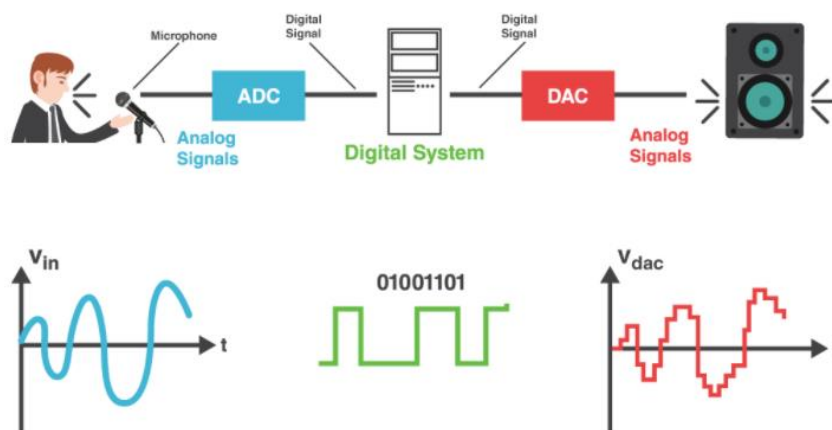 Microphone
Digital
Signal
Digital
Signal
ADC
DAC
Analog
Signals
Digital System
Analog
Signals
Vin
t
01001101
Vdac